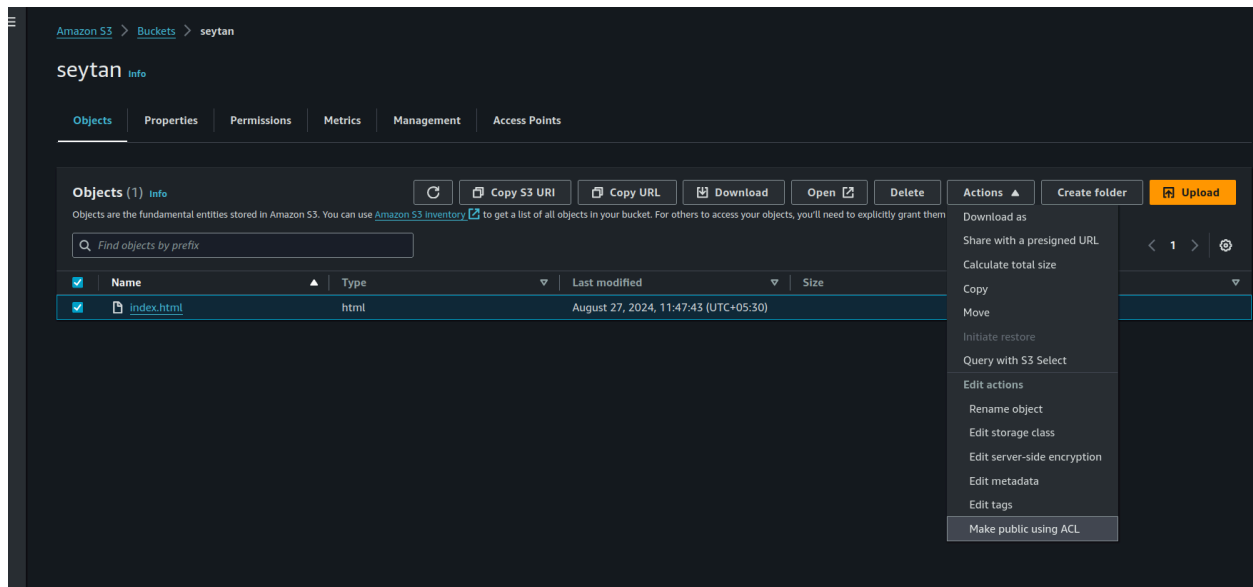 Amazon S3 > Buckets > seytan
seytan Info
Objects Properties Permissions Metrics Management Access Points
Objects (1) Info Copy S3 URI Copy URL Download Open Delete Actions Create folder Upload
Objects are the fundamental entities stored in Amazon S3. You can use Amazon S3 inventory to get a list of all objects in your bucket. For others to access your objects, you'll need to explicitly grant them
Find objects by prefix
1
Name Type Last modified Size
index.html html August 27, 2024, 11:47:43 (UTC+05:30)
Download as
Share with a presigned URL
Calculate total size
Copy
Move
Initiate restore
Query with S3 Select
Edit actions
Rename object
Edit storage class
Edit server-side encryption
Edit metadata
Edit tags
Make public using ACL